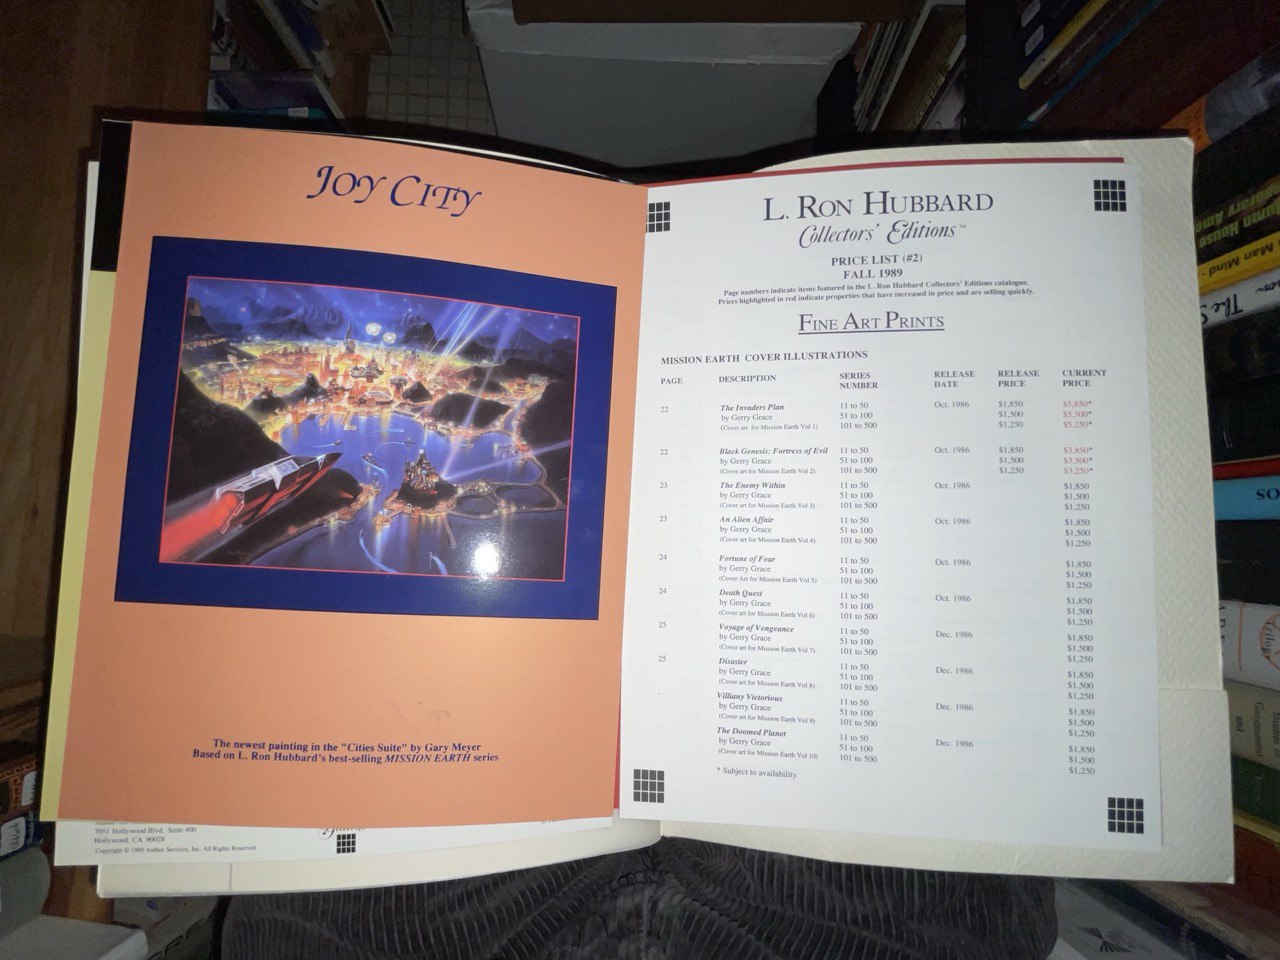 JOY CITY
The newest painting in the "Cities Suite" by Gary Meyer
Based on L. Ron Hubbard's best-selling MISSION EARTH series
7051 Hollywood Blvd, Suite 400
Hollywood, CA 90028
Copyright © 1989 Author Services, Inc. All Rights Reserved
L. RON HUBBARD
Collectors' Editions™
PRICE LIST (#2)
FALL 1989
Page numbers indicate items featured in the L. Ron Hubbard Collectors' Editions catalogue.
Prices highlighted in red indicate properties that have increased in price and are selling quickly.
FINE ART PRINTS
MISSION EARTH COVER ILLUSTRATIONS
PAGE DESCRIPTION SERIES NUMBER RELEASE DATE RELEASE PRICE CURRENT PRICE
22 The Invaders Plan 11 to 50 Oct. 1986 $1,850 $5,850*
by Gerry Grace 51 to 100 $1,500 $5,500*
(Cover art for Mission Earth Vol 1) 101 to 500 $1,250 $5,250*
22 Black Genesis: Fortress of Evil 11 to 50 Oct. 1986 $1,850 $3,850*
by Gerry Grace 51 to 100 $1,500 $3,500*
(Cover art for Mission Earth Vol 2) 101 to 500 $1,250 $3,250*
23 The Enemy Within 11 to 50 Oct. 1986 $1,850
by Gerry Grace 51 to 100 $1,500
(Cover art for Mission Earth Vol 3) 101 to 500 $1,250
23 An Alien Affair 11 to 50 Oct. 1986 $1,850
by Gerry Grace 51 to 100 $1,500
(Cover art for Mission Earth Vol 4) 101 to 500 $1,250
24 Fortune of Fear 11 to 50 Oct. 1986 $1,850
by Gerry Grace 51 to 100 $1,500
(Cover Art for Mission Earth Vol 5) 101 to 500 $1,250
24 Death Quest 11 to 50 Oct. 1986 $1,850
by Gerry Grace 51 to 100 $1,500
(Cover art for Mission Earth Vol 6) 101 to 500 $1,250
25 Voyage of Vengeance 11 to 50 Dec. 1986 $1,850
by Gerry Grace 51 to 100 $1,500
(Cover art for Mission Earth Vol 7) 101 to 500 $1,250
25 Disaster 11 to 50 Dec. 1986 $1,850
by Gerry Grace 51 to 100 $1,500
(Cover art for Mission Earth Vol 8) 101 to 500 $1,250
- Villiany Victorious 11 to 50 Dec. 1986 $1,850
by Gerry Grace 51 to 100 $1,500
(Cover art for Mission Earth Vol 9) 101 to 500 $1,250
- The Doomed Planet 11 to 50 Dec. 1986 $1,850
by Gerry Grace 51 to 100 $1,500
(Cover art for Mission Earth Vol 10) 101 to 500 $1,250
* Subject to availability
Man Mind
Trilogy